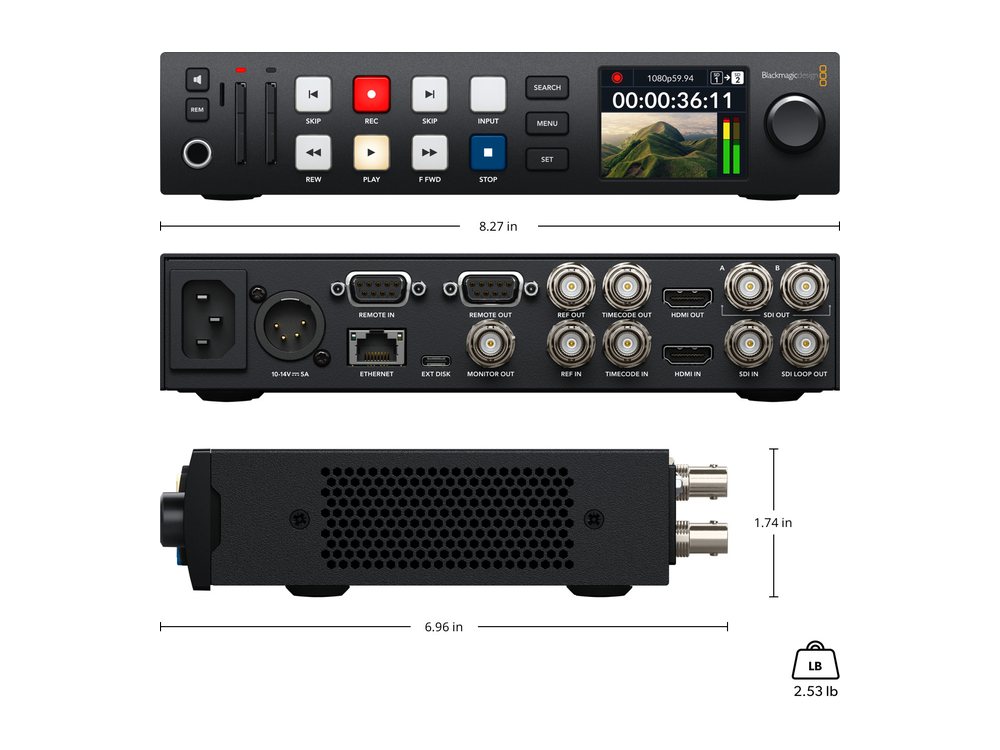 REM
SKIP
REC
SKIP
INPUT
REW
PLAY
F FWD
STOP
SEARCH
MENU
SET
1080p59.94
SD 1
SD 2
00:00:36:11
Blackmagicdesign
8.27 in
10-14V 5A
REMOTE IN
REMOTE OUT
REF OUT
TIMECODE OUT
HDMI OUT
A
B
SDI OUT
ETHERNET
EXT DISK
MONITOR OUT
REF IN
TIMECODE IN
HDMI IN
SDI IN
SDI LOOP OUT
1.74 in
6.96 in
LB
2.53 lb